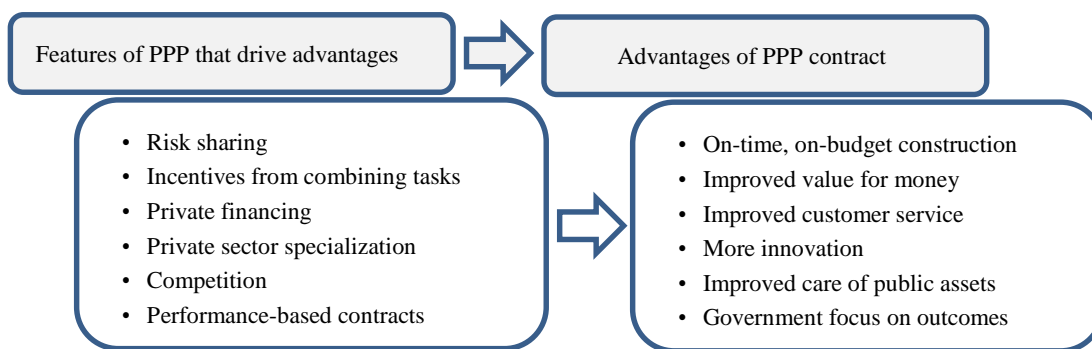 Features of PPP that drive advantages
Advantages of PPP contract
• Risk sharing
• Incentives from combining tasks
• Private financing
• Private sector specialization
• Competition
• Performance-based contracts
• On-time, on-budget construction
• Improved value for money
• Improved customer service
• More innovation
• Improved care of public assets
• Government focus on outcomes